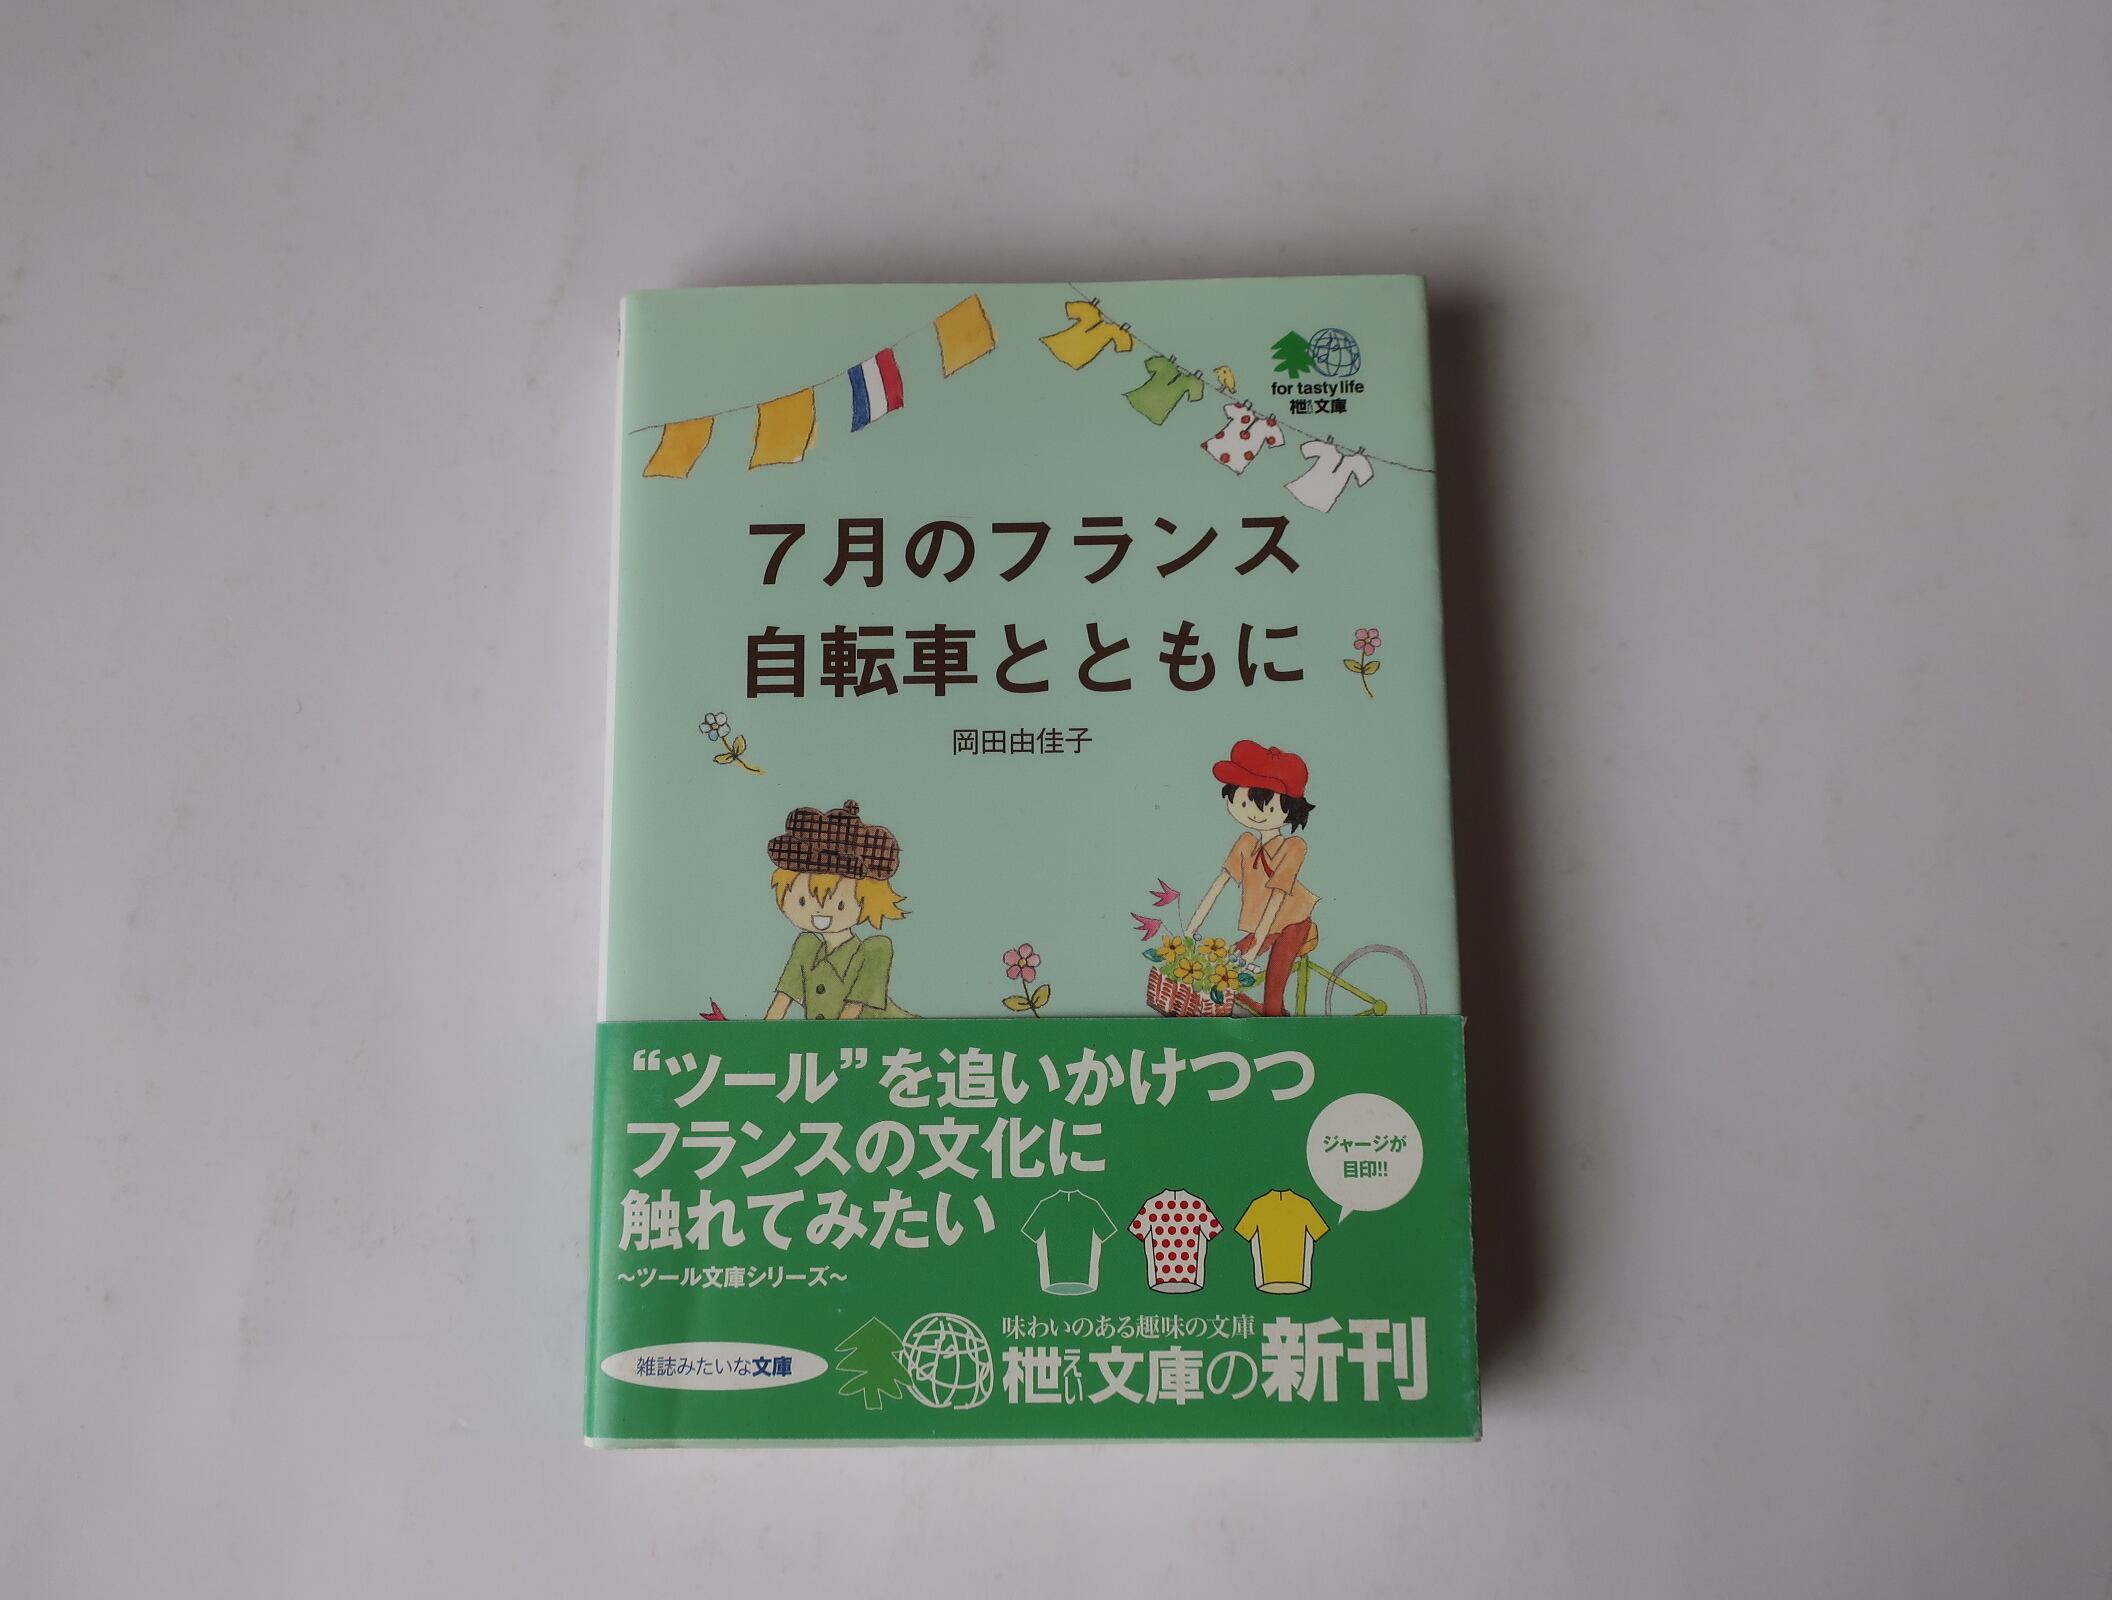 for tasty life
枻えい文庫
7月のフランス
自転車とともに
岡田由佳子
“ツール”を追いかけつつ
フランスの文化に
触れてみたい
～ツール文庫シリーズ～
ジャージが
目印!!
雑誌みたいな文庫
味わいのある趣味の文庫
枻えい文庫の新刊